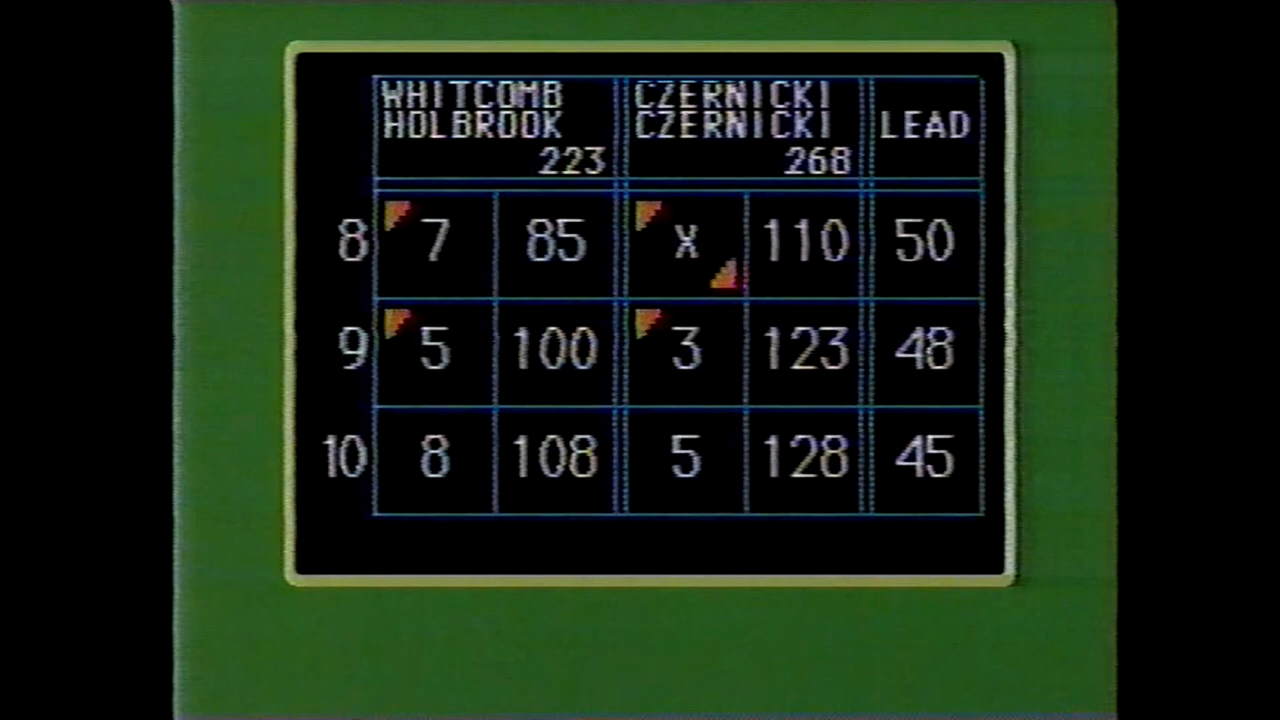 WHITCOMB CZERNICKI
HOLBROOK CZERNICKI LEAD
223 268
8 7 85 X 110 50
9 5 100 3 123 48
10 8 108 5 128 45